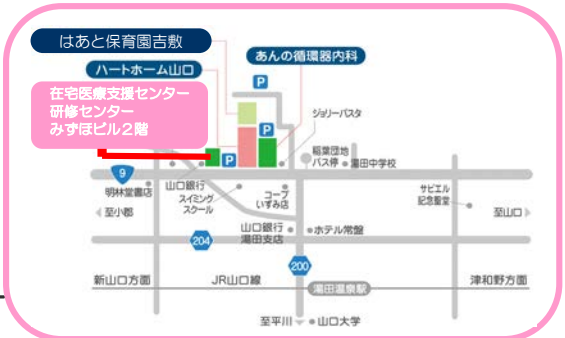 はあと保育園吉敷
ハートホーム山口
あんの循環器内科
在宅医療支援センター
研修センター
みずほビル2階
P
P
P
ジョリーパスタ
稲葉団地
バス停
湯田中学校
9
明林堂書店
山口銀行
スイミング
スクール
コープ
いずみ店
サビエル
記念聖堂
至小郡
至山口
山口銀行
湯田支店
ホテル常盤
204
200
新山口方面
JR山口線
湯田温泉駅
津和野方面
至平川
山口大学